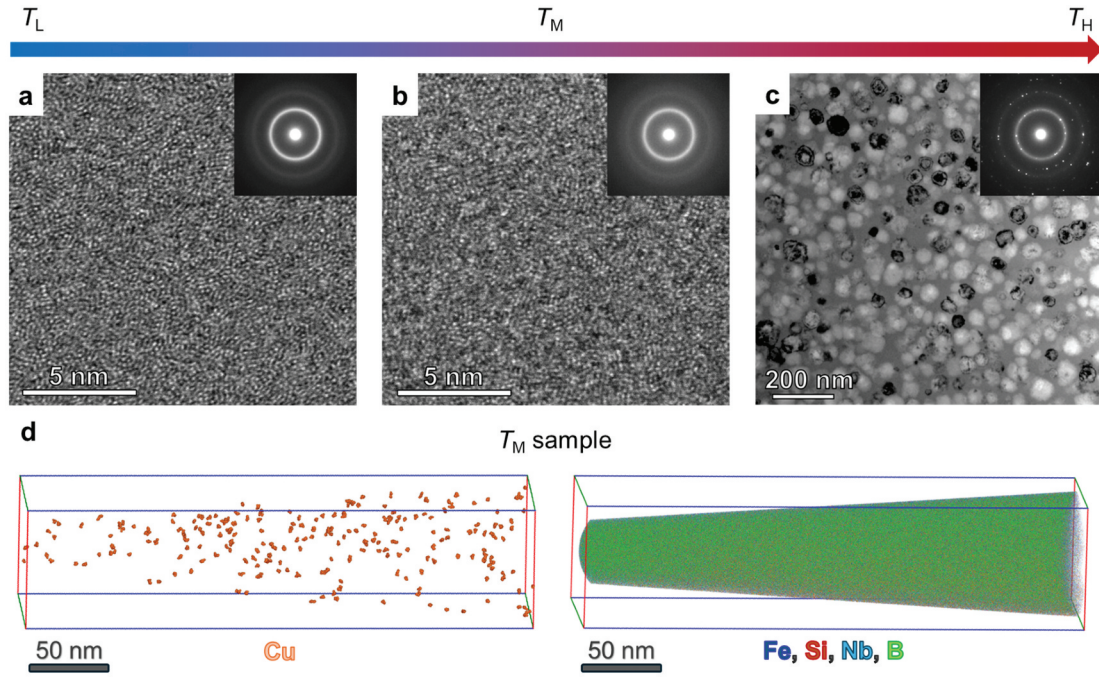 T_L T_M T_H
a b c
5 nm 5 nm 200 nm
d
T_M sample
50 nm Cu 50 nm Fe, Si, Nb, B